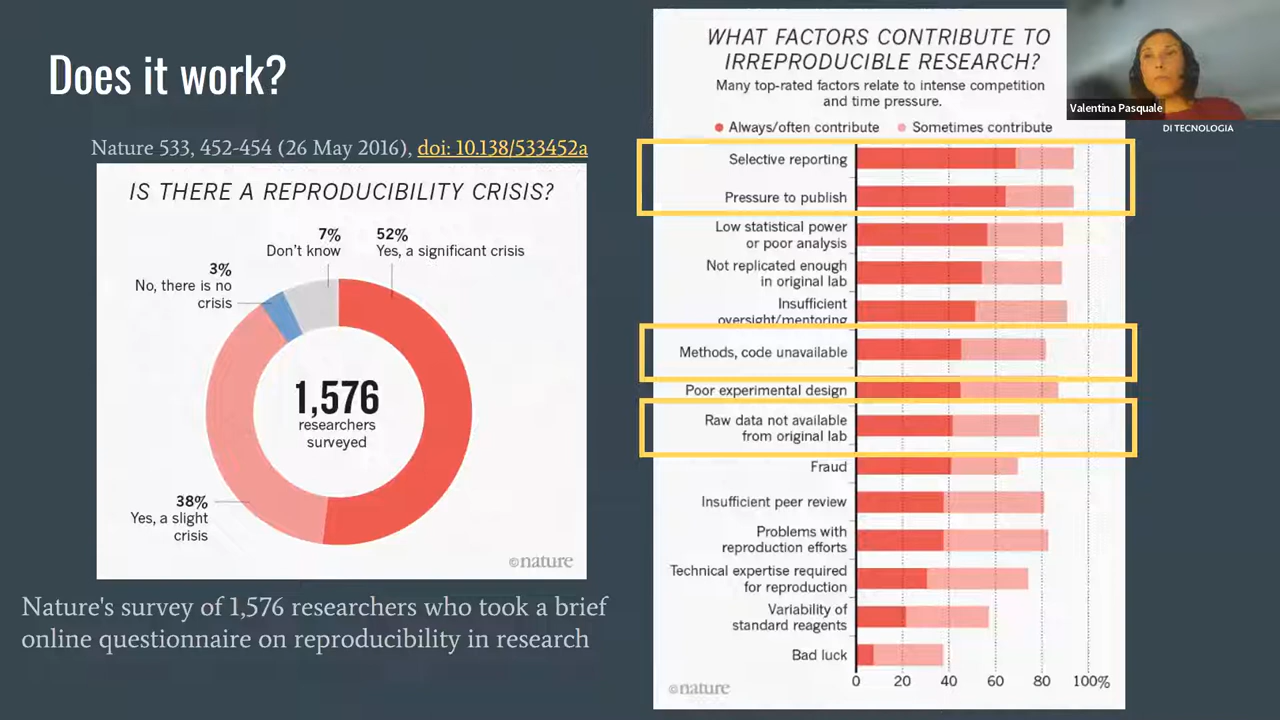 Does it work?
Nature 533, 452-454 (26 May 2016), doi: 10.138/533452a
IS THERE A REPRODUCIBILITY CRISIS?
7%
Don't know
52%
Yes, a significant crisis
3%
No, there is no
crisis
1,576
researchers
surveyed
38%
Yes, a slight
crisis
©nature
Nature's survey of 1,576 researchers who took a brief
online questionnaire on reproducibility in research
WHAT FACTORS CONTRIBUTE TO
IRREPRODUCIBLE RESEARCH?
Many top-rated factors relate to intense competition
and time pressure.
Always/often contribute
Sometimes contribute
Selective reporting
Pressure to publish
Low statistical power
or poor analysis
Not replicated enough
in original lab
Insufficient
oversight/mentoring
Methods, code unavailable
Poor experimental design
Raw data not available
from original lab
Fraud
Insufficient peer review
Problems with
reproduction efforts
Technical expertise required
for reproduction
Variability of
standard reagents
Bad luck
0 20 40 60 80 100%
©nature
Valentina Pasquale
DI TECNOLOGIA